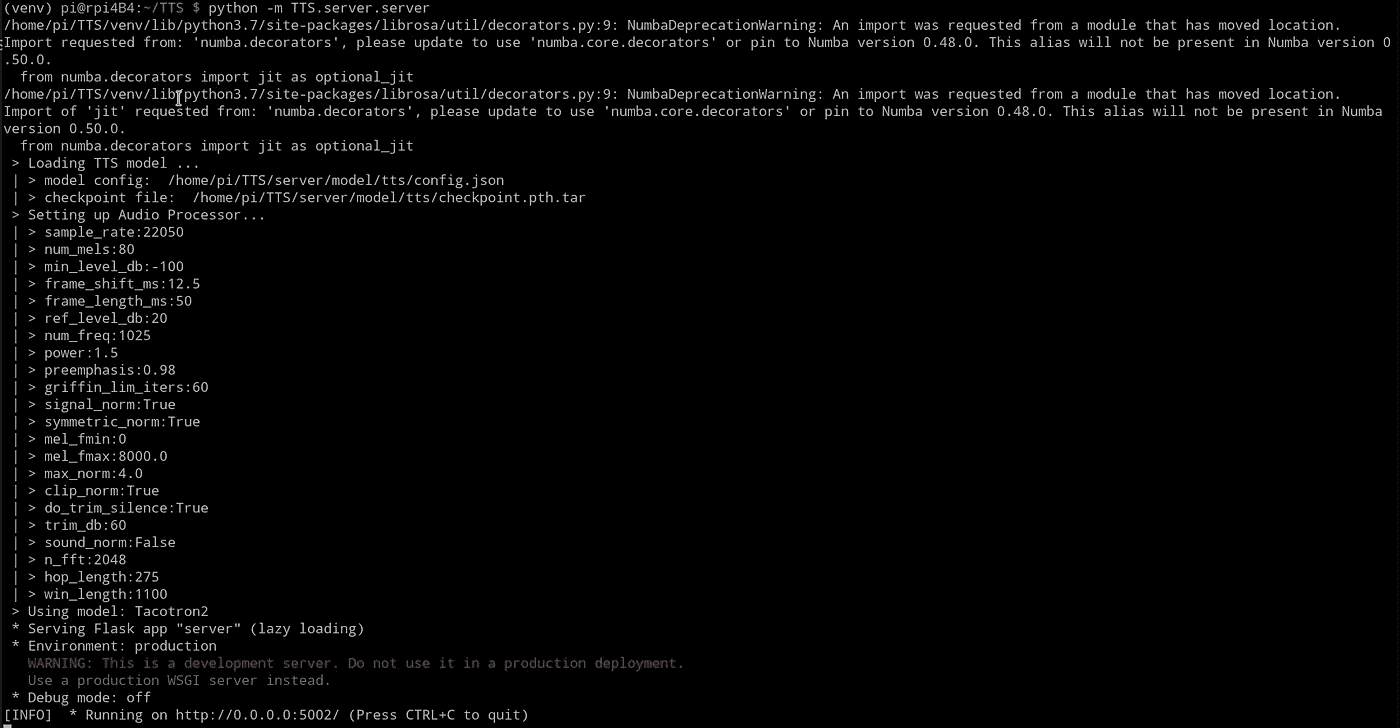 (venv) pi@rpi4B4:~/TTS $ python -m TTS.server.server
/home/pi/TTS/venv/lib/python3.7/site-packages/librosa/util/decorators.py:9: NumbaDeprecationWarning: An import was requested from a module that has moved location.
Import requested from: 'numba.decorators', please update to use 'numba.core.decorators' or pin to Numba version 0.48.0. This alias will not be present in Numba version 0
.50.0.
  from numba.decorators import jit as optional_jit
/home/pi/TTS/venv/lib/python3.7/site-packages/librosa/util/decorators.py:9: NumbaDeprecationWarning: An import was requested from a module that has moved location.
Import of 'jit' requested from: 'numba.decorators', please update to use 'numba.core.decorators' or pin to Numba version 0.48.0. This alias will not be present in Numba
version 0.50.0.
  from numba.decorators import jit as optional_jit
 > Loading TTS model ...
 | > model config:  /home/pi/TTS/server/model/tts/config.json
 | > checkpoint file:  /home/pi/TTS/server/model/tts/checkpoint.pth.tar
 > Setting up Audio Processor...
 | > sample_rate:22050
 | > num_mels:80
 | > min_level_db:-100
 | > frame_shift_ms:12.5
 | > frame_length_ms:50
 | > ref_level_db:20
 | > num_freq:1025
 | > power:1.5
 | > preemphasis:0.98
 | > griffin_lim_iters:60
 | > signal_norm:True
 | > symmetric_norm:True
 | > mel_fmin:0
 | > mel_fmax:8000.0
 | > max_norm:4.0
 | > clip_norm:True
 | > do_trim_silence:True
 | > trim_db:60
 | > sound_norm:False
 | > n_fft:2048
 | > hop_length:275
 | > win_length:1100
 > Using model: Tacotron2
 * Serving Flask app "server" (lazy loading)
 * Environment: production
   WARNING: This is a development server. Do not use it in a production deployment.
   Use a production WSGI server instead.
 * Debug mode: off
[INFO]  * Running on http://0.0.0.0:5002/ (Press CTRL+C to quit)